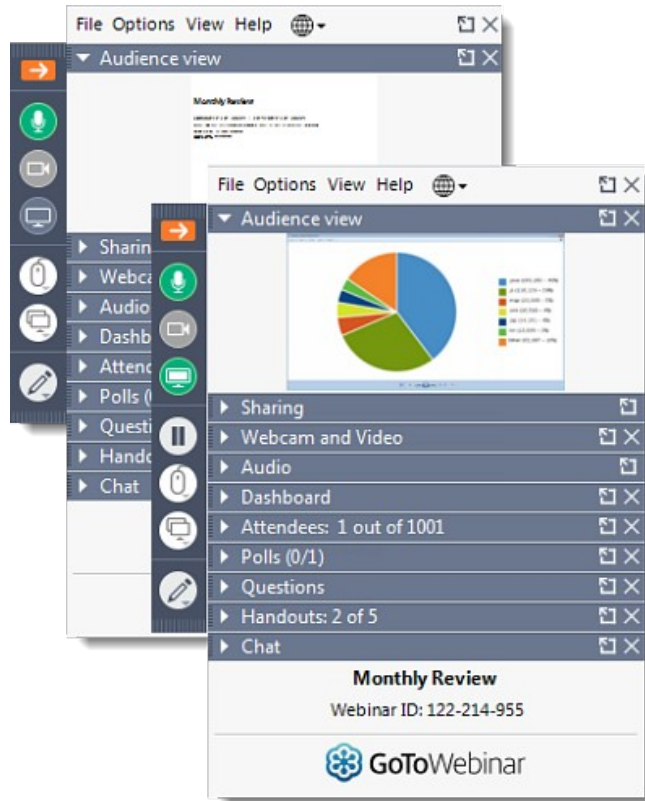 File Options View Help
Audience view
Monthly Review
Sharin
Webca
Audio
Dashb
Attend
Polls (
Questi
Hando
Chat
File Options View Help
Audience view
Sharing
Webcam and Video
Audio
Dashboard
Attendees: 1 out of 1001
Polls (0/1)
Questions
Handouts: 2 of 5
Chat
Monthly Review
Webinar ID: 122-214-955
GoToWebinar